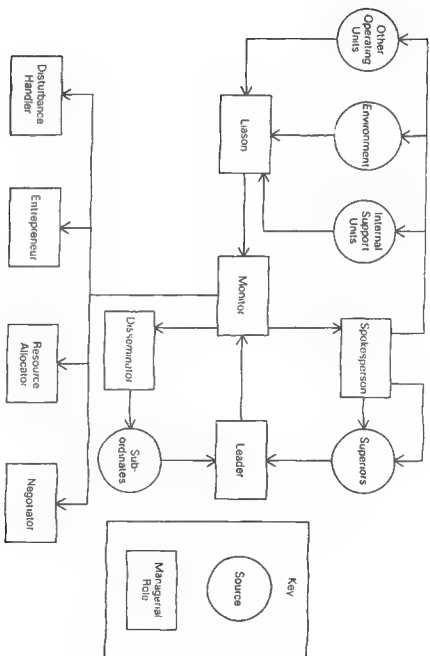 Other
Operating
Units
Environment
Internal
Support
Units
Spokesperson
Superiors
Liason
Monitor
Leader
Disseminator
Sub-
ordinates
Disturbance
Handler
Entrepreneur
Resource
Allocator
Negotiator
Key
Source
Managerial
Role